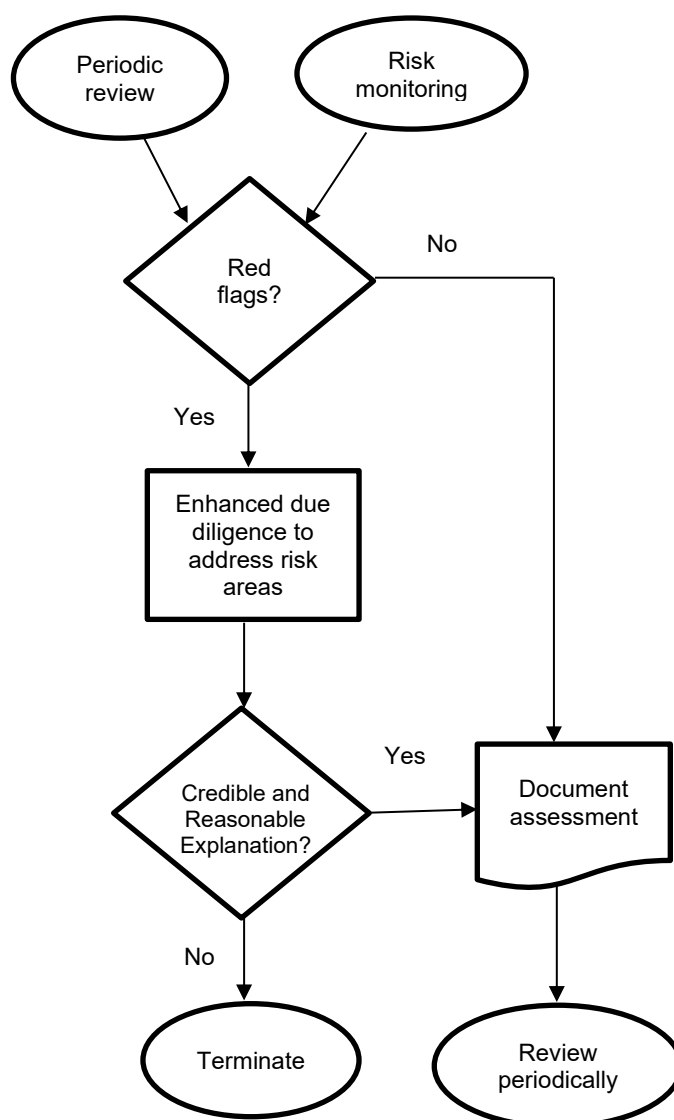 Periodic
review
Risk
monitoring
No
Red
flags?
Yes
Enhanced due
diligence to
address risk
areas
Yes
Document
assessment
Credible and
Reasonable
Explanation?
No
Terminate
Review
periodically